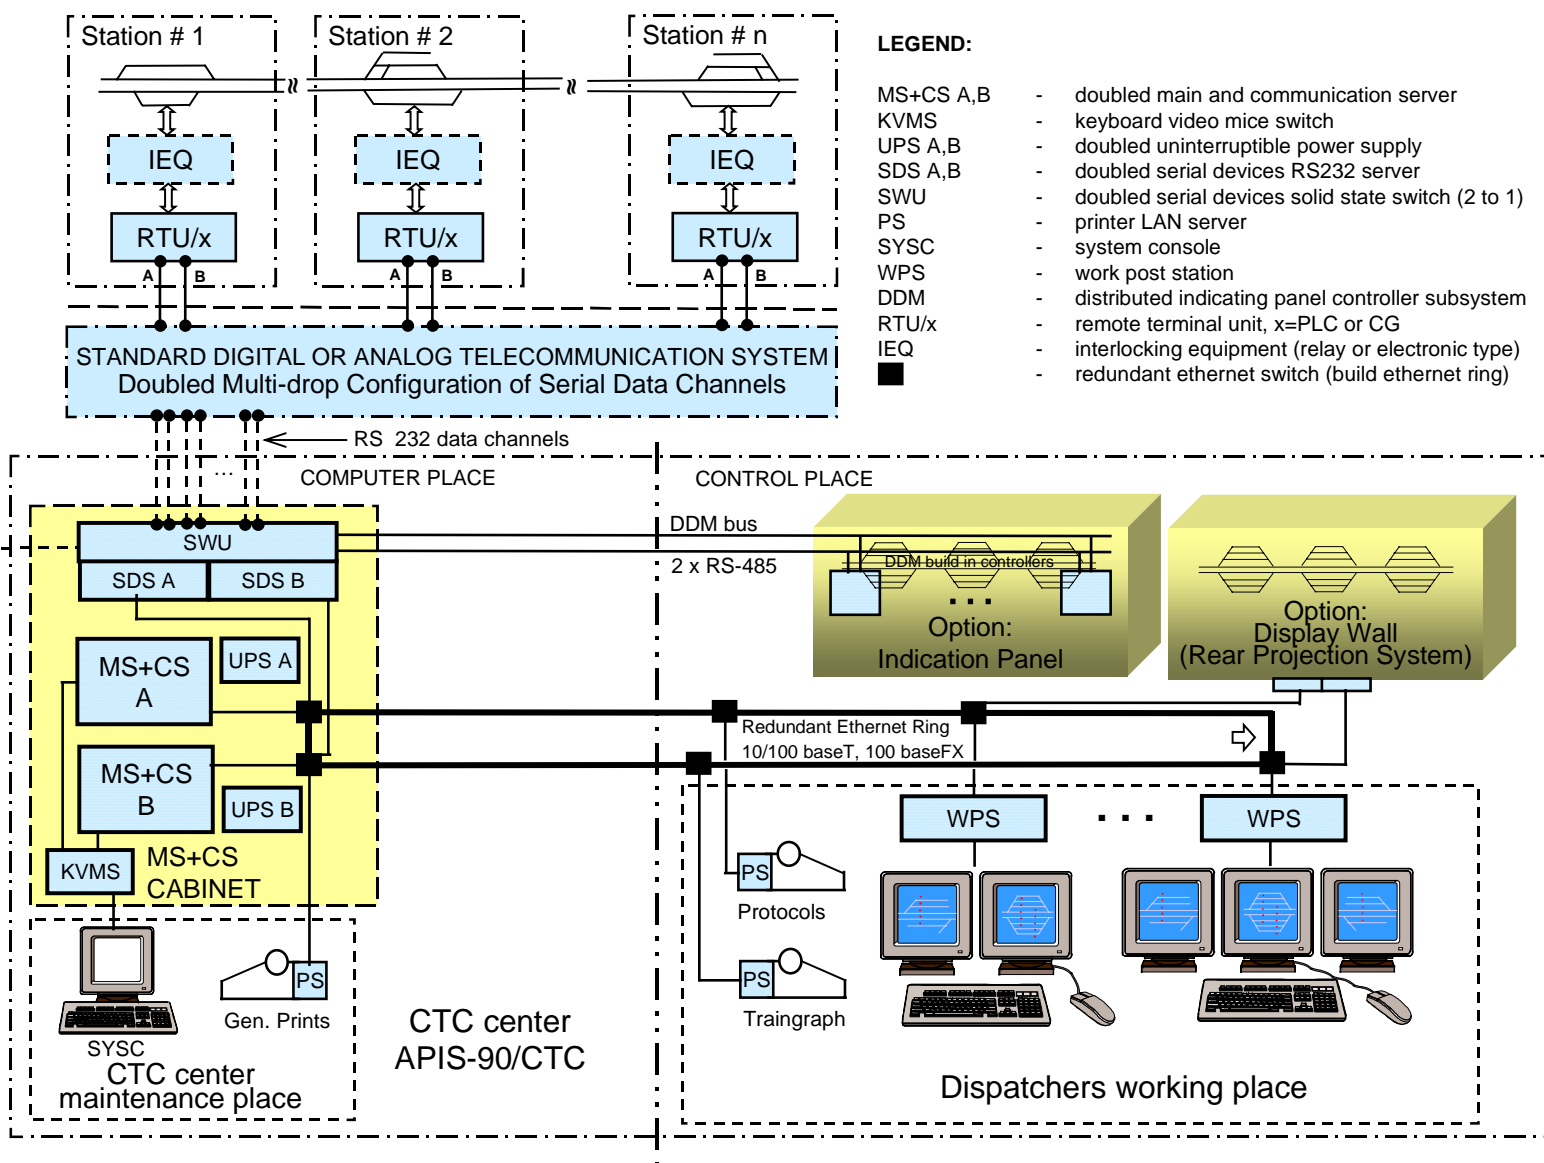 Station # 1
Station # 2
Station # n
IEQ
IEQ
IEQ
RTU/x
RTU/x
RTU/x
A
B
A
B
A
B
LEGEND:
MS+CS A,B - doubled main and communication server
KVMS - keyboard video mice switch
UPS A,B - doubled uninterruptible power supply
SDS A,B - doubled serial devices RS232 server
SWU - doubled serial devices solid state switch (2 to 1)
PS - printer LAN server
SYSC - system console
WPS - work post station
DDM - distributed indicating panel controller subsystem
RTU/x - remote terminal unit, x=PLC or CG
IEQ - interlocking equipment (relay or electronic type)
- redundant ethernet switch (build ethernet ring)
STANDARD DIGITAL OR ANALOG TELECOMMUNICATION SYSTEM
Doubled Multi-drop Configuration of Serial Data Channels
RS 232 data channels
...
COMPUTER PLACE
CONTROL PLACE
SWU
SDS A
SDS B
MS+CS
A
UPS A
MS+CS
B
UPS B
KVMS
MS+CS
CABINET
DDM bus
2 x RS-485
DDM build in controllers
. . .
Option:
Indication Panel
Option:
Display Wall
(Rear Projection System)
Redundant Ethernet Ring
10/100 baseT, 100 baseFX
WPS
. . .
WPS
PS
Protocols
PS
Traingraph
Dispatchers working place
PS
Gen. Prints
SYSC
CTC center
maintenance place
CTC center
APIS-90/CTC